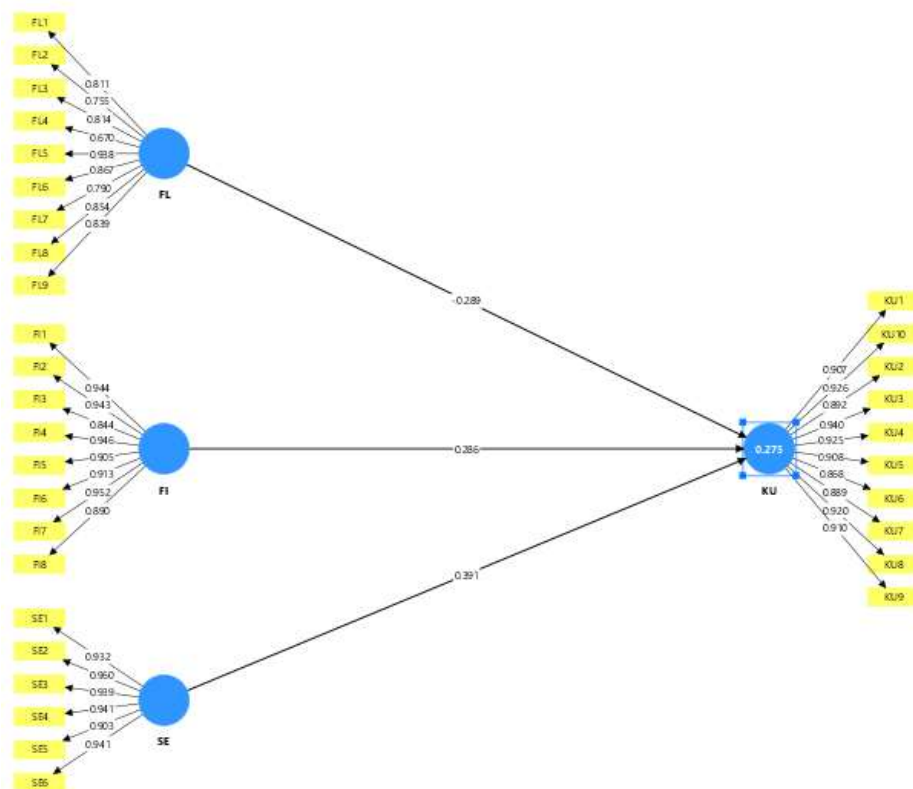 FL1
FL2
FL3
FL4
FL5
FL6
FL7
FL8
FL9
0.811
0.755
0.814
0.670
0.938
0.867
0.790
0.854
0.839
FL
-0.289
FI1
FI2
FI3
FI4
FI5
FI6
FI7
FI8
0.944
0.943
0.844
0.946
0.905
0.913
0.952
0.890
FI
0.286
SE1
SE2
SE3
SE4
SE5
SE6
0.932
0.960
0.939
0.941
0.903
0.941
SE
0.391
0.275
KU
0.907
0.926
0.892
0.940
0.925
0.908
0.868
0.889
0.920
0.910
KU1
KU10
KU2
KU3
KU4
KU5
KU6
KU7
KU8
KU9